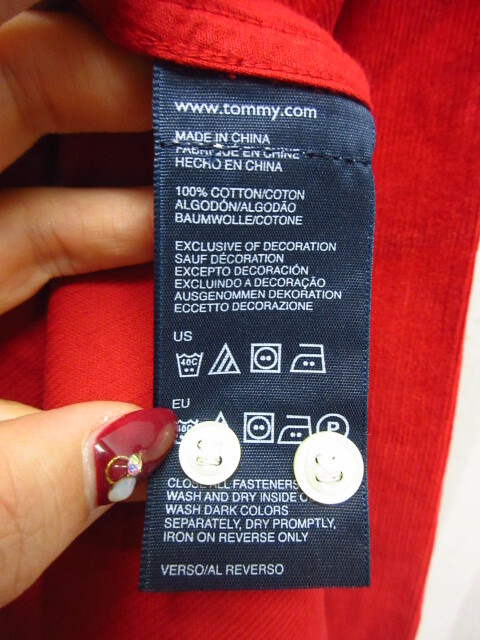 www.tommy.com
MADE IN CHINA
FABRIQUÉ EN CHINE
HECHO EN CHINA
100% COTTON/COTON
ALGODÓN/ALGODÃO
BAUMWOLLE/COTONE
EXCLUSIVE OF DECORATION
SAUF DÉCORATION
EXCEPTO DECORACIÓN
EXCLUINDO A DECORAÇÃO
AUSGENOMMEN DEKORATION
ECCETTO DECORAZIONE
US
40C
EU
P
CLOSE ALL FASTENERS
WASH AND DRY INSIDE
WASH DARK COLORS
SEPARATELY, DRY PROMPTLY,
IRON ON REVERSE ONLY
VERSO/AL REVERSO